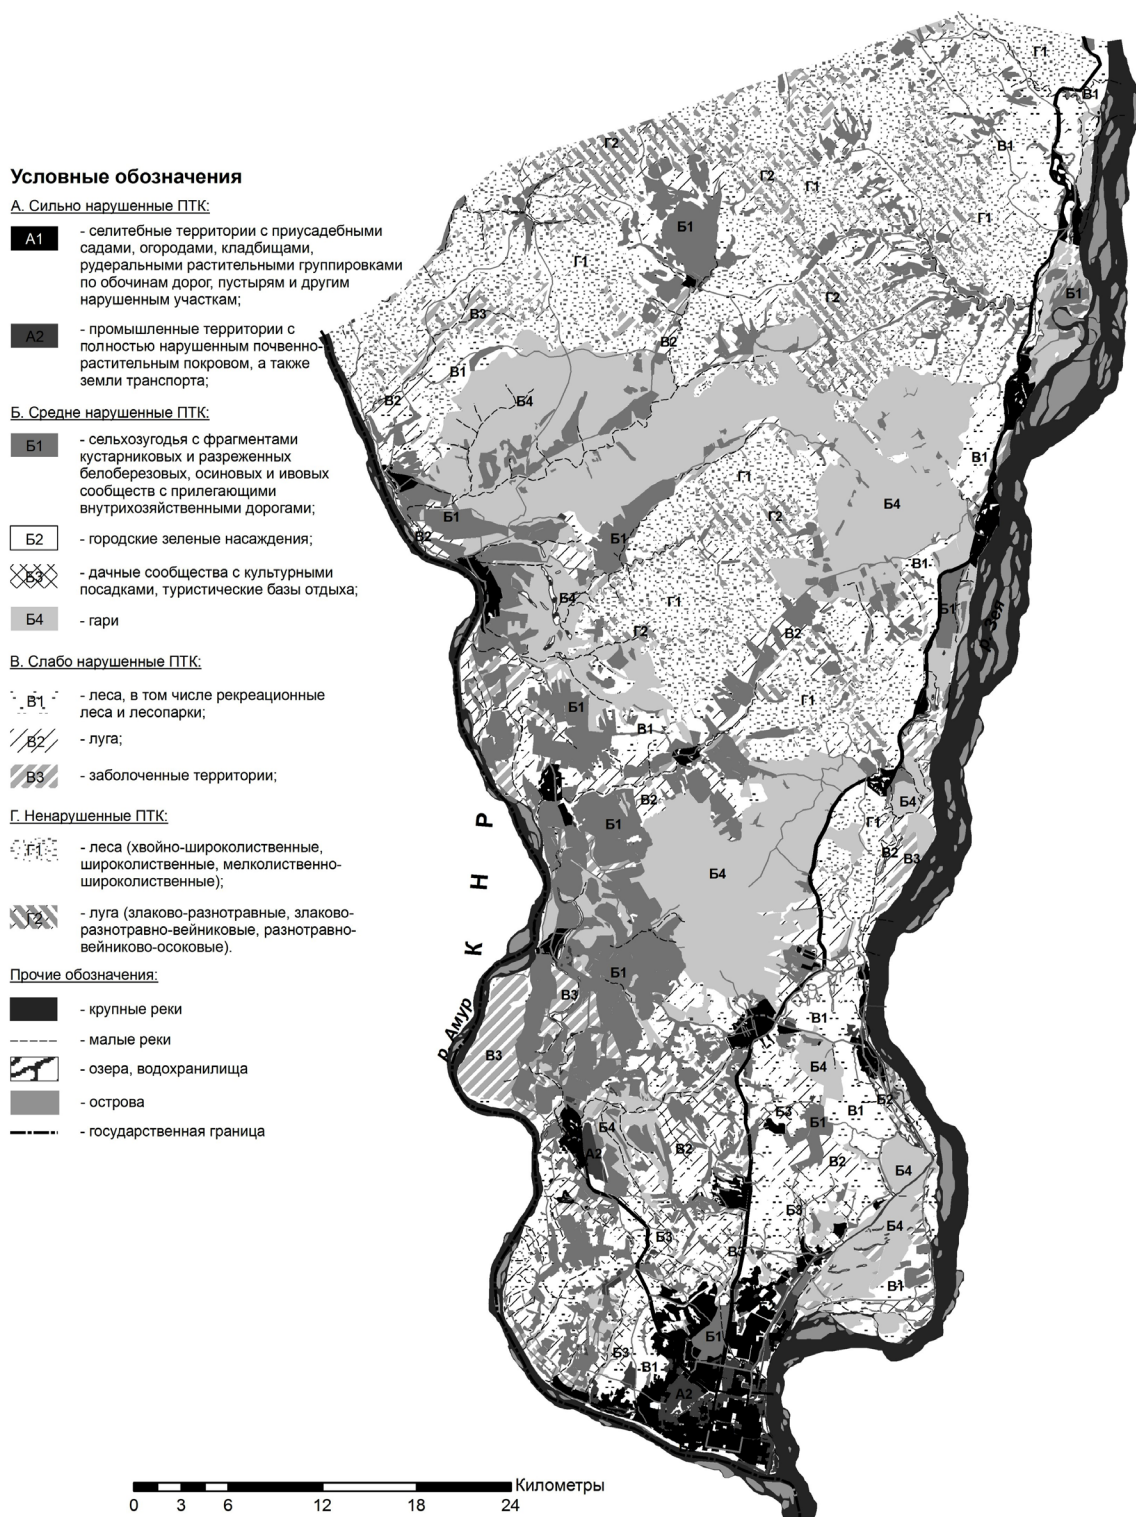 Условные обозначения
А. Сильно нарушенные ПТК:
А1
- селитебные территории с приусадебными
садами, огородами, кладбищами,
рудеральными растительными группировками
по обочинам дорог, пустырям и другим
нарушенным участкам;
А2
- промышленные территории с
полностью нарушенным почвенно-
растительным покровом, а также
земли транспорта;
Б. Средне нарушенные ПТК:
Б1
- сельхозугодья с фрагментами
кустарниковых и разреженных
белоберезовых, осиновых и ивовых
сообществ с прилегающими
внутрихозяйственными дорогами;
Б2
- городские зеленые насаждения;
Б3
- дачные сообщества с культурными
посадками, туристические базы отдыха;
Б4
- гари
В. Слабо нарушенные ПТК:
В1
- леса, в том числе рекреационные
леса и лесопарки;
В2
- луга;
В3
- заболоченные территории;
Г. Ненарушенные ПТК:
Г1
- леса (хвойно-широколиственные,
широколиственные, мелколиственно-
широколиственные);
Г2
- луга (злаково-разнотравные, злаково-
разнотравно-вейниковые, разнотравно-
вейниково-осоковые).
Прочие обозначения:
- крупные реки
- малые реки
- озера, водохранилища
- острова
- государственная граница
Г1
В1
Г2
В1
Г2
Г1
Г1
Б1
Г1
Б1
Г2
В3
В2
В1
В2
Б4
В1
Г1
Б4
Б1
Г2
В2
Б1
В1
Б4
Г1
Б1
Г2
В2
р. Зея
Б1
Г1
В1
В2
Б4
Б1
Г1
К Н Р
В2
В3
Б4
Б1
В3
р. Амур
В3
В1
Б4
Б2
Б3
Б1
В1
Б4
А2
В2
В2
Б4
Б3
Б4
Б3
В3
В1
Б1
Б3
В1
А2
Километры
0 3 6 12 18 24